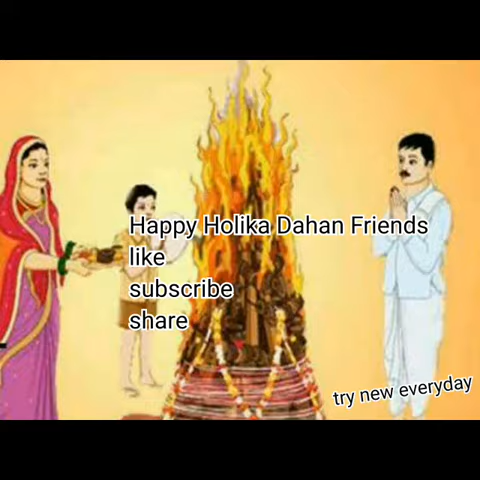 Happy Holika Dahan Friends
like
subscribe
share
try new everyday